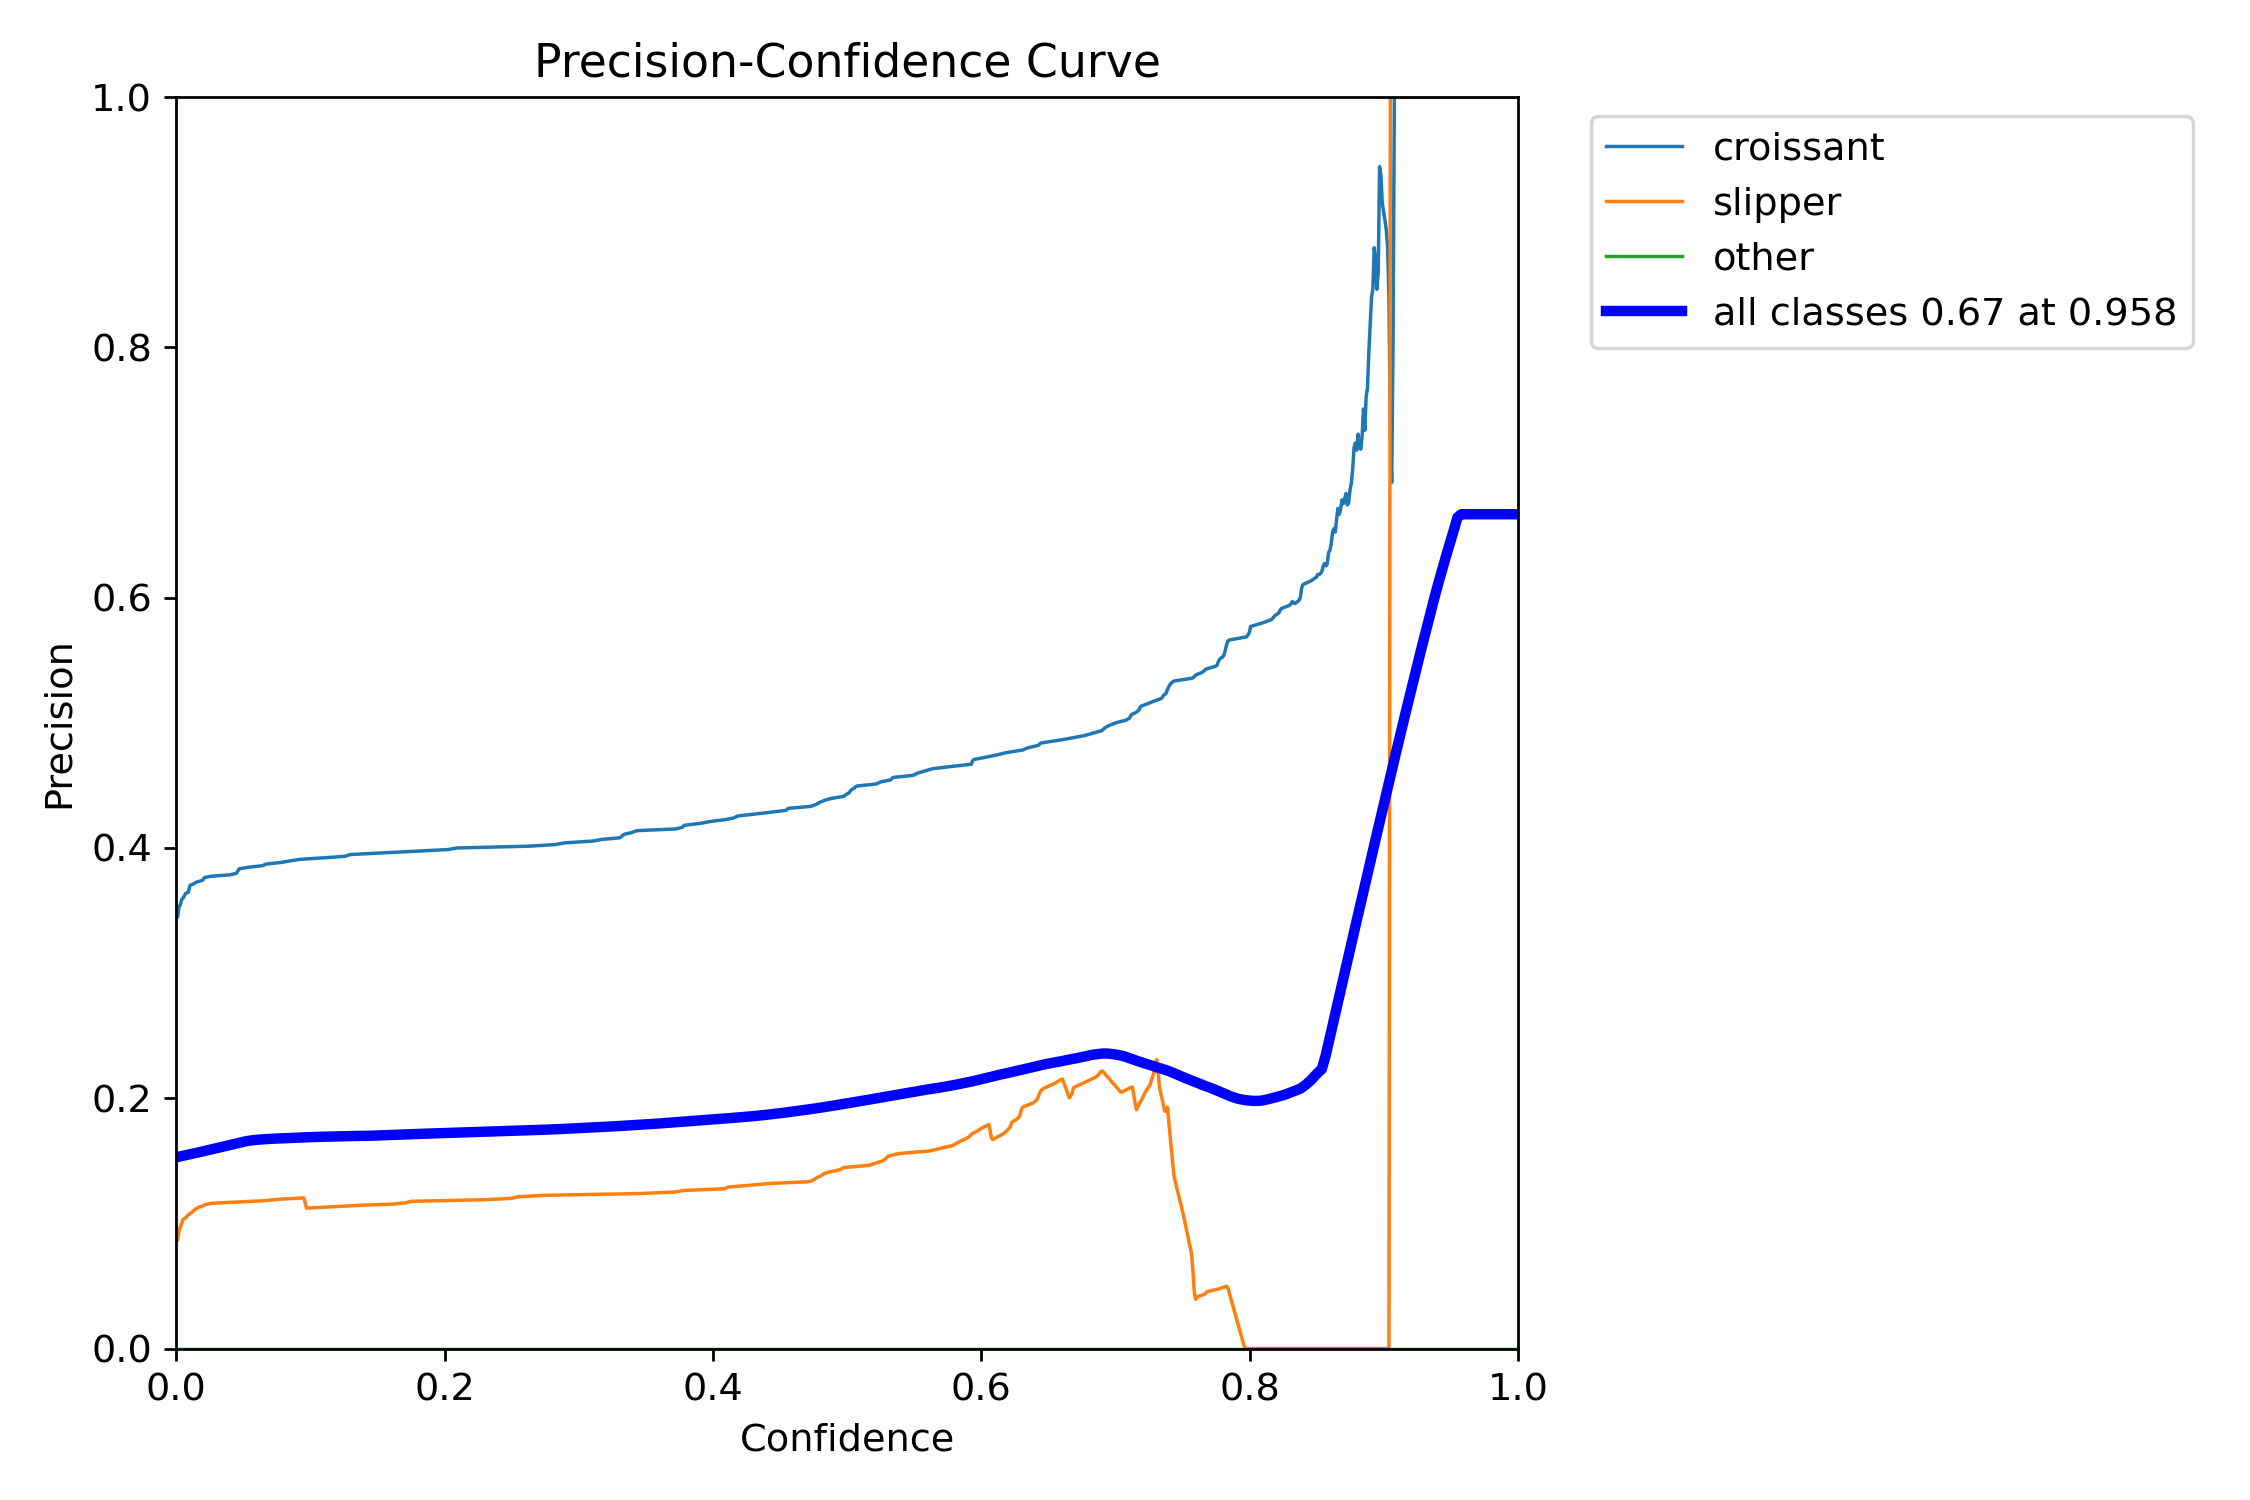 Precision-Confidence Curve
1.0
0.8
0.6
0.4
0.2
0.0
Precision
0.0 0.2 0.4 0.6 0.8 1.0
Confidence
croissant
slipper
other
all classes 0.67 at 0.958